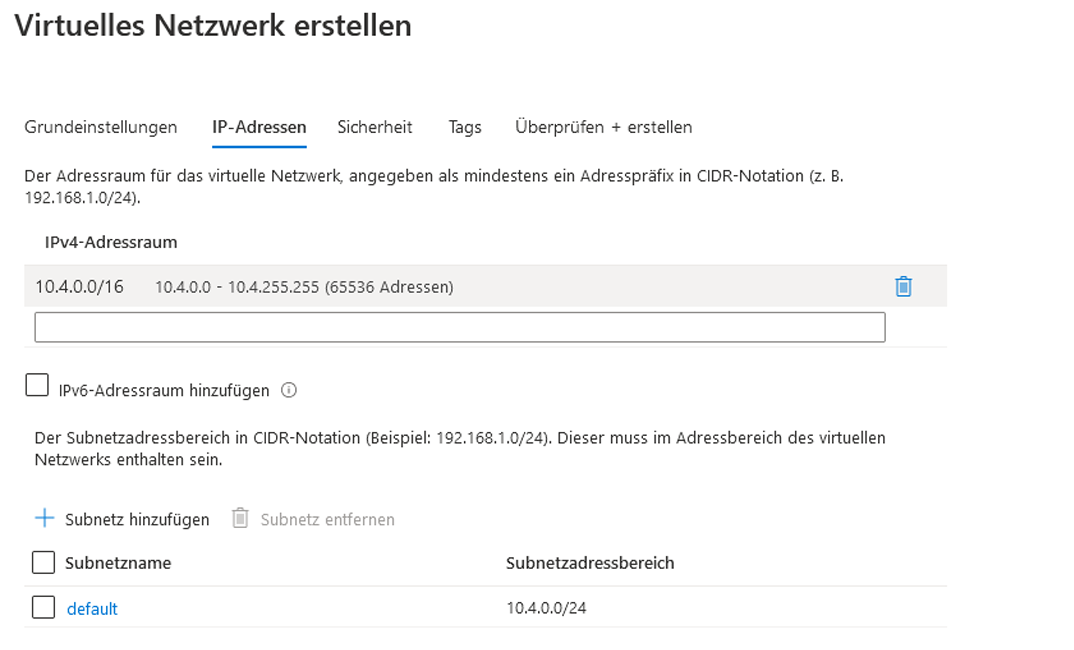 Virtuelles Netzwerk erstellen
Grundeinstellungen IP-Adressen Sicherheit Tags Überprüfen + erstellen
Der Adressraum für das virtuelle Netzwerk, angegeben als mindestens ein Adresspräfix in CIDR-Notation (z. B.
192.168.1.0/24).
IPv4-Adressraum
10.4.0.0/16 10.4.0.0 - 10.4.255.255 (65536 Adressen)
IPv6-Adressraum hinzufügen
Der Subnetzadressbereich in CIDR-Notation (Beispiel: 192.168.1.0/24). Dieser muss im Adressbereich des virtuellen
Netzwerks enthalten sein.
Subnetz hinzufügen Subnetz entfernen
Subnetzname Subnetzadressbereich
default 10.4.0.0/24